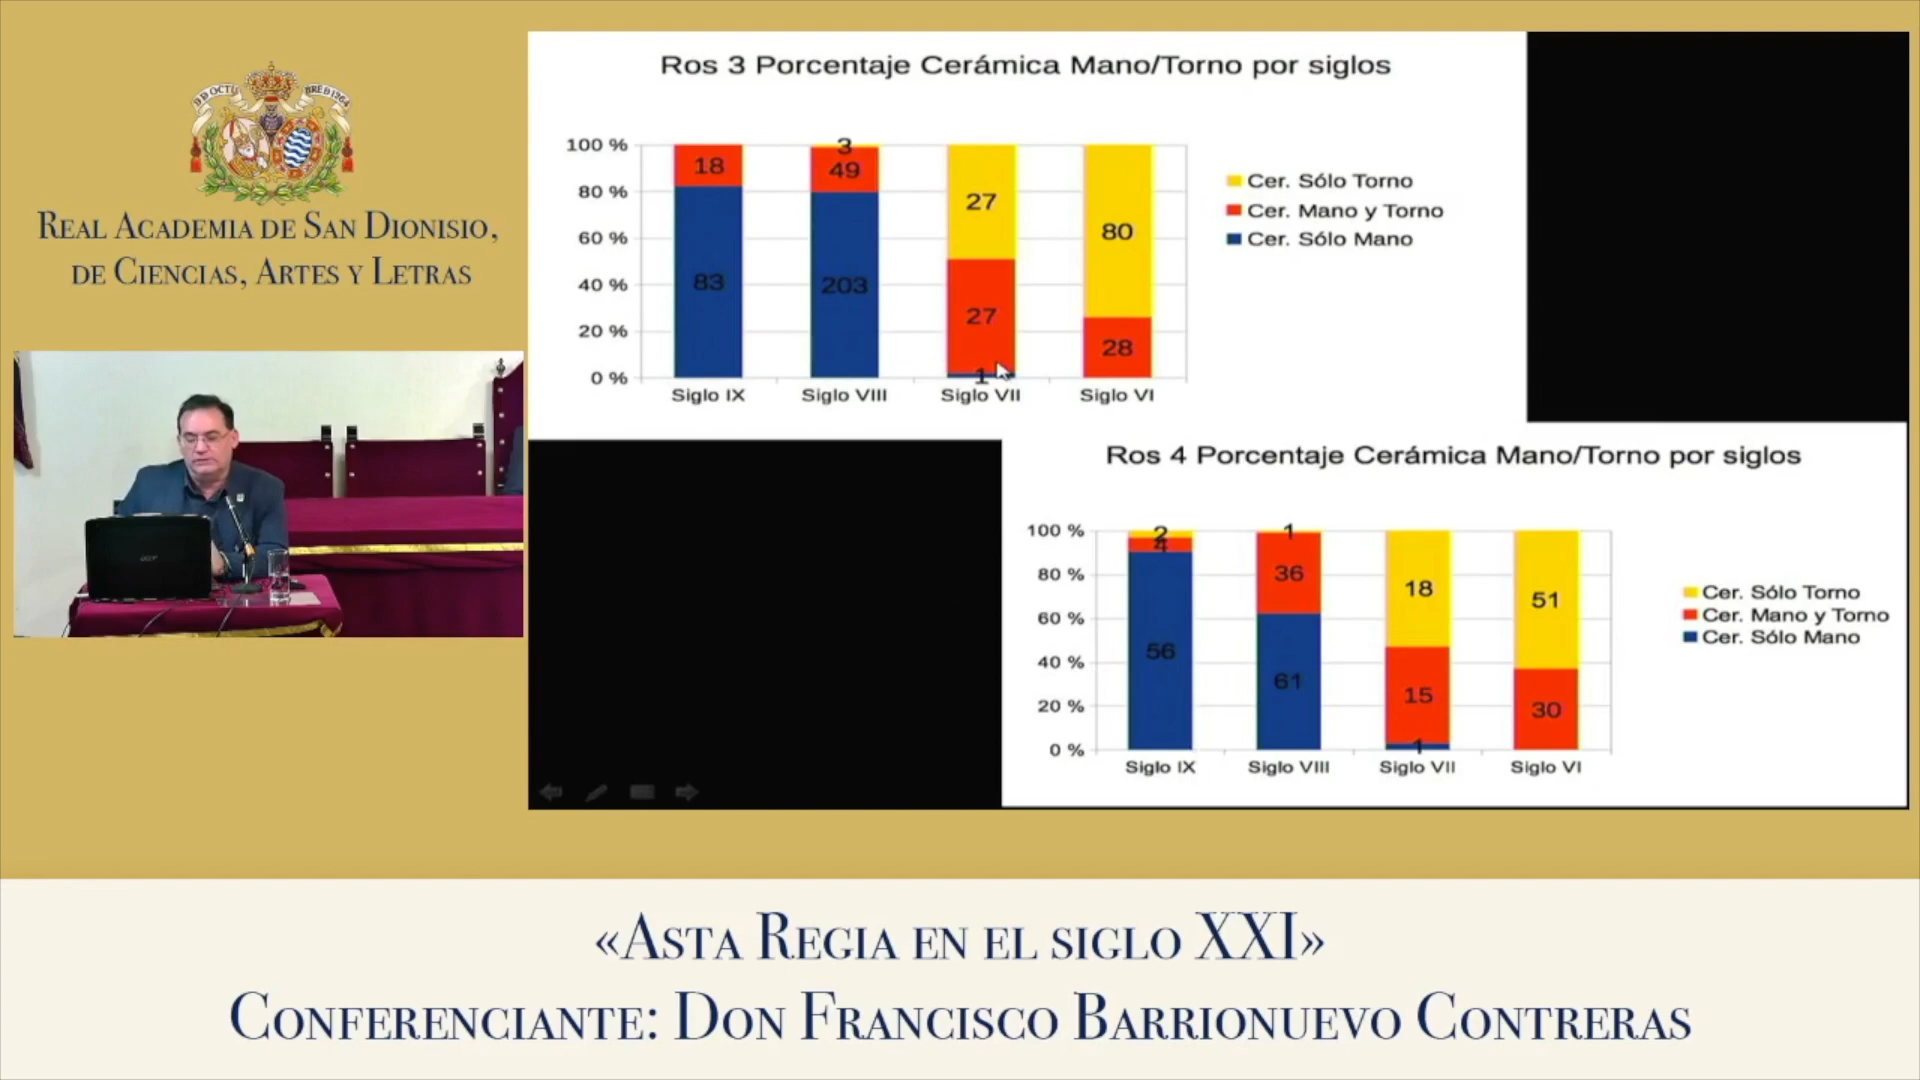 9 D OCTU
BRE D 1964
REAL ACADEMIA DE SAN DIONISIO,
DE CIENCIAS, ARTES Y LETRAS
acer
Ros 3 Porcentaje Cerámica Mano/Torno por siglos
100 %
80 %
60 %
40 %
20 %
0 %
18
83
3
49
203
27
27
1
80
28
Siglo IX
Siglo VIII
Siglo VII
Siglo VI
Cer. Sólo Torno
Cer. Mano y Torno
Cer. Sólo Mano
Ros 4 Porcentaje Cerámica Mano/Torno por siglos
100 %
80 %
60 %
40 %
20 %
0 %
2
4
56
1
36
61
18
15
1
51
30
Siglo IX
Siglo VIII
Siglo VII
Siglo VI
Cer. Sólo Torno
Cer. Mano y Torno
Cer. Sólo Mano
«ASTA REGIA EN EL SIGLO XXI»
CONFERENCIANTE: DON FRANCISCO BARRIONUEVO CONTRERAS